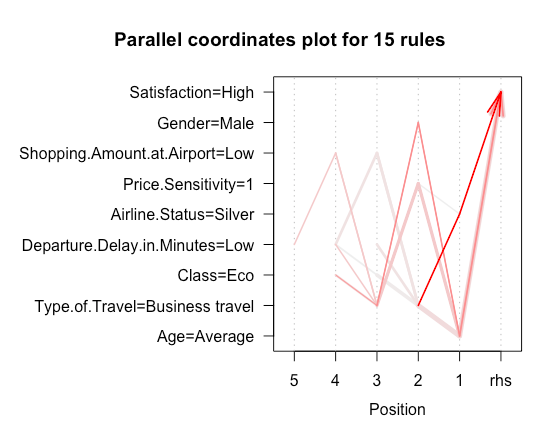 Parallel coordinates plot for 15 rules
Satisfaction=High
Gender=Male
Shopping.Amount.at.Airport=Low
Price.Sensitivity=1
Airline.Status=Silver
Departure.Delay.in.Minutes=Low
Class=Eco
Type.of.Travel=Business travel
Age=Average
5 4 3 2 1 rhs
Position